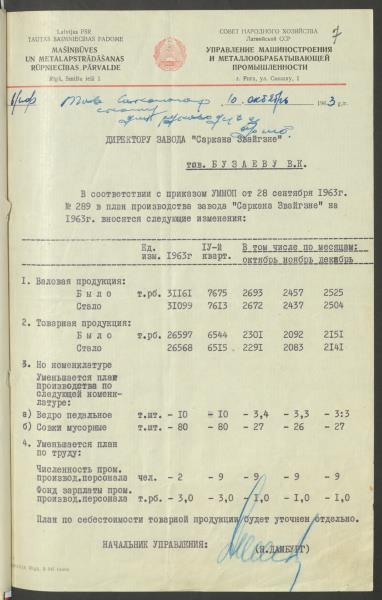 Latvijas PSR
TAUTAS SAIMNIECĪBAS PADOME
MAŠĪNBŪVES
UN METALAPSTRĀDĀŠANAS
RŪPNIECĪBAS PĀRVALDE
Rīgā, Smilšu ielā 1
СОВЕТ НАРОДНОГО ХОЗЯЙСТВА
Латвийской ССР
УПРАВЛЕНИЕ МАШИНОСТРОЕНИЯ
И МЕТАЛЛООБРАБАТЫВАЮЩЕЙ
ПРОМЫШЛЕННОСТИ
г. Рига, ул. Смилшу, 1
7
10 октябрь 1963 г.
ДИРЕКТОРУ ЗАВОДА "Саркана Звайгзне"
тов. БУЗАЕВУ В.К.
В соответствии с приказом УММОП от 28 сентября 1963г.
№ 289 в план производства завода "Саркана Звайгзне" на
1963г. вносятся следующие изменения:
Ед. изм. 1963г IУ-й кварт. В том числе по месяцам: октябрь ноябрь декабрь
1. Валовая продукция:
Было т.рб. 31161 7675 2693 2457 2525
Стало 31099 7613 2672 2437 2504
2. Товарная продукция:
Было т.рб. 26597 6544 2301 2092 2151
Стало 26568 6515 2291 2083 2141
3. По номенклатуре
Уменьшается план
производства по
следующей номенк-
латуре:
а) Ведро педальное т.шт. - 10 - 10 - 3,4 - 3,3 - 3:3
б) Совки мусорные т.шт. - 80 - 80 - 27 - 26 - 27
4. Уменьшается план
по труду:
Численность пром.
производ.персонала чел. - 2 - 9 - 9 - 9 - 9
Фонд зарплаты пром.
производ.персонала т.рб. - 3,0 - 3,0 - 1,0 - 1,0 - 1,0
План по себестоимости товарной продукции будет уточнен отдельно.
НАЧАЛЬНИК УПРАВЛЕНИЯ:
(Н.ДАМБУРГ)